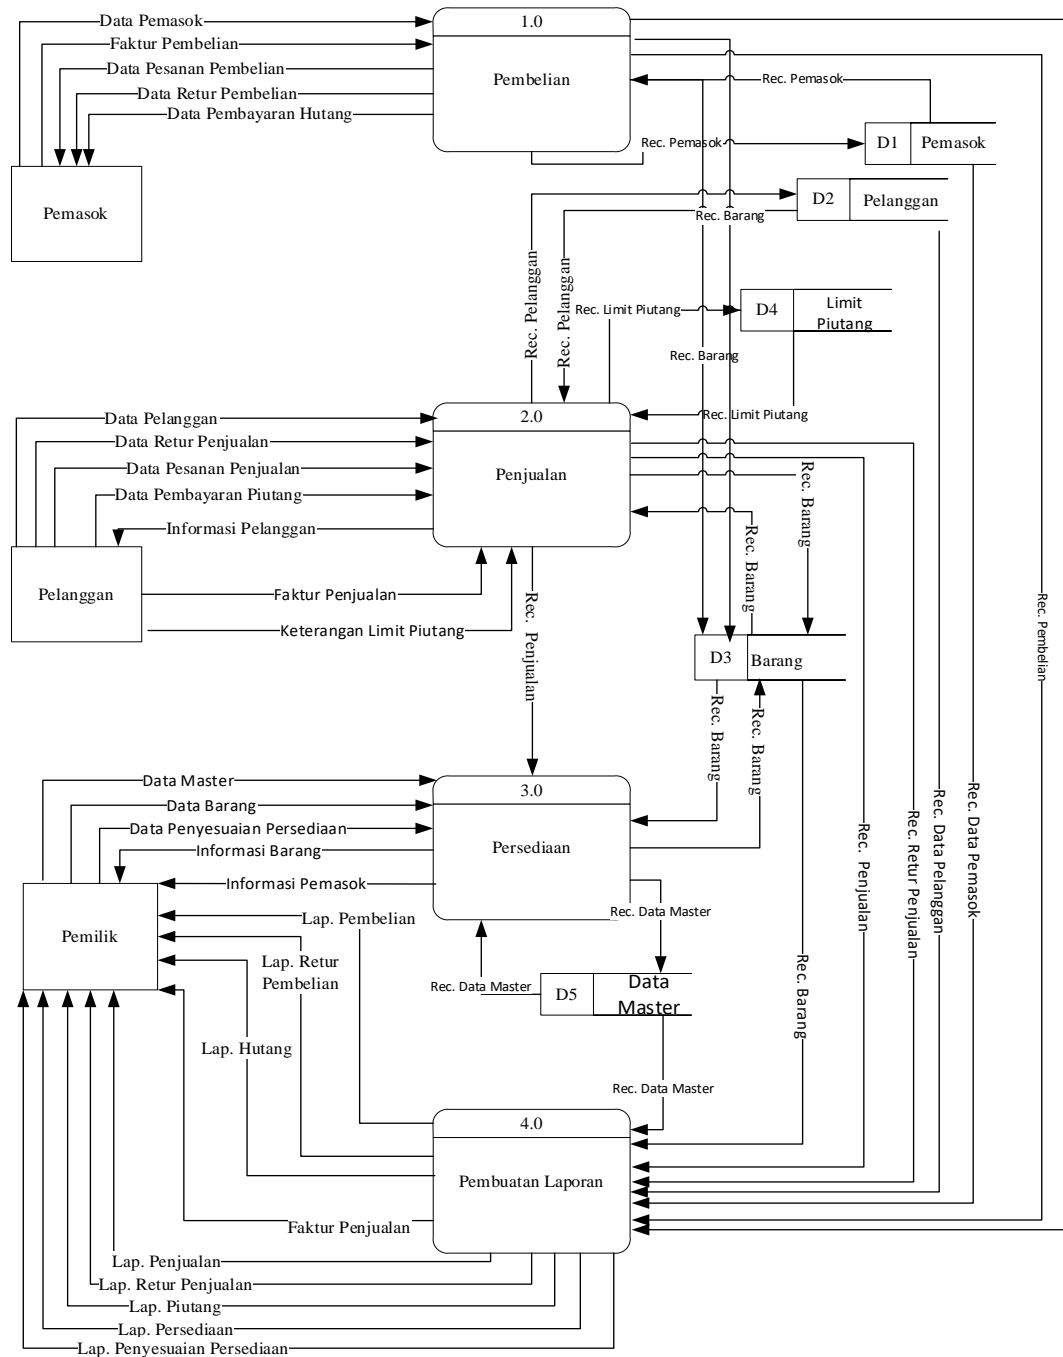 Data Pemasok
Faktur Pembelian
Data Pesanan Pembelian
Data Retur Pembelian
Data Pembayaran Hutang
1.0
Pembelian
Rec. Pemasok
Rec. Pemasok
D1
Pemasok
Pemasok
D2
Pelanggan
Rec. Barang
Rec. Pelanggan
Rec. Pelanggan
Rec. Limit Piutang
D4
Limit
Piutang
Rec. Barang
Rec. Limit Piutang
Data Pelanggan
Data Retur Penjualan
Data Pesanan Penjualan
Data Pembayaran Piutang
Informasi Pelanggan
2.0
Penjualan
Rec. Barang
Rec. Barang
Pelanggan
Faktur Penjualan
Keterangan Limit Piutang
Rec. Penjualan
Rec. Pembelian
D3
Barang
Rec. Barang
Rec. Barang
Data Master
Data Barang
Data Penyesuaian Persediaan
Informasi Barang
Informasi Pemasok
3.0
Persediaan
Rec. Penjualan
Rec. Retur Penjualan
Rec. Data Pelanggan
Rec. Data Pemasok
Rec. Data Master
Lap. Pembelian
Pemilik
Lap. Retur
Pembelian
Rec. Data Master
D5
Data
Master
Rec. Barang
Lap. Hutang
Rec. Data Master
4.0
Pembuatan Laporan
Faktur Penjualan
Lap. Penjualan
Lap. Retur Penjualan
Lap. Piutang
Lap. Persediaan
Lap. Penyesuaian Persediaan